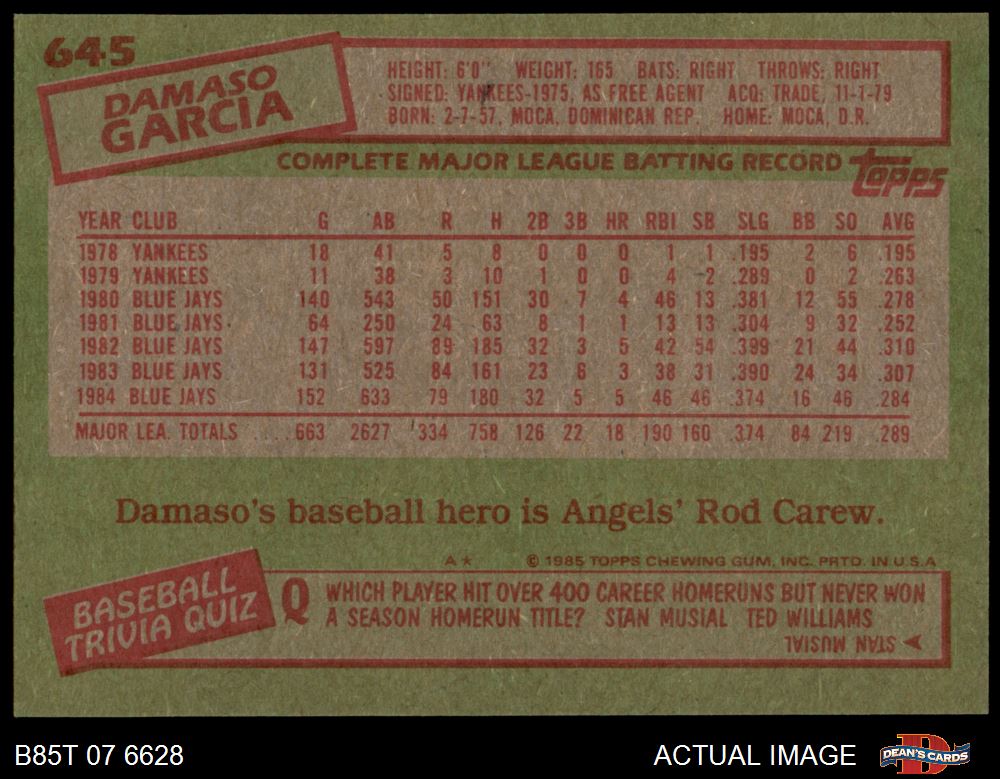 645
DAMASO
GARCIA
HEIGHT: 6'0" WEIGHT: 165 BATS: RIGHT THROWS: RIGHT
SIGNED: YANKEES-1975, AS FREE AGENT ACQ: TRADE, 11-1-79
BORN: 2-7-57, MOCA, DOMINICAN REP. HOME: MOCA, D.R.
COMPLETE MAJOR LEAGUE BATTING RECORD topps
YEAR CLUB G AB R H 2B 3B HR RBI SB SLG BB SO AVG
1978 YANKEES 18 41 5 8 0 0 0 1 1 .195 2 6 .195
1979 YANKEES 11 38 3 10 1 0 0 4 2 .289 0 2 .263
1980 BLUE JAYS 140 543 50 151 30 7 4 46 13 .381 12 55 .278
1981 BLUE JAYS 64 250 24 63 8 1 1 13 13 .304 9 32 .252
1982 BLUE JAYS 147 597 89 185 32 3 5 42 54 .399 21 44 .310
1983 BLUE JAYS 131 525 84 161 23 6 3 38 31 .390 24 34 .307
1984 BLUE JAYS 152 633 79 180 32 5 5 46 46 .374 16 46 .284
MAJOR LEA. TOTALS ....663 2627 334 758 126 22 18 190 160 .374 84 219 .289
Damaso's baseball hero is Angels' Rod Carew.
A* © 1985 TOPPS CHEWING GUM, INC. PRTD. IN U.S.A.
BASEBALL
TRIVIA QUIZ
Q WHICH PLAYER HIT OVER 400 CAREER HOMERUNS BUT NEVER WON
A SEASON HOMERUN TITLE? STAN MUSIAL TED WILLIAMS
STAN MUSIAL
B85T 07 6628 ACTUAL IMAGE DEAN'S CARDS